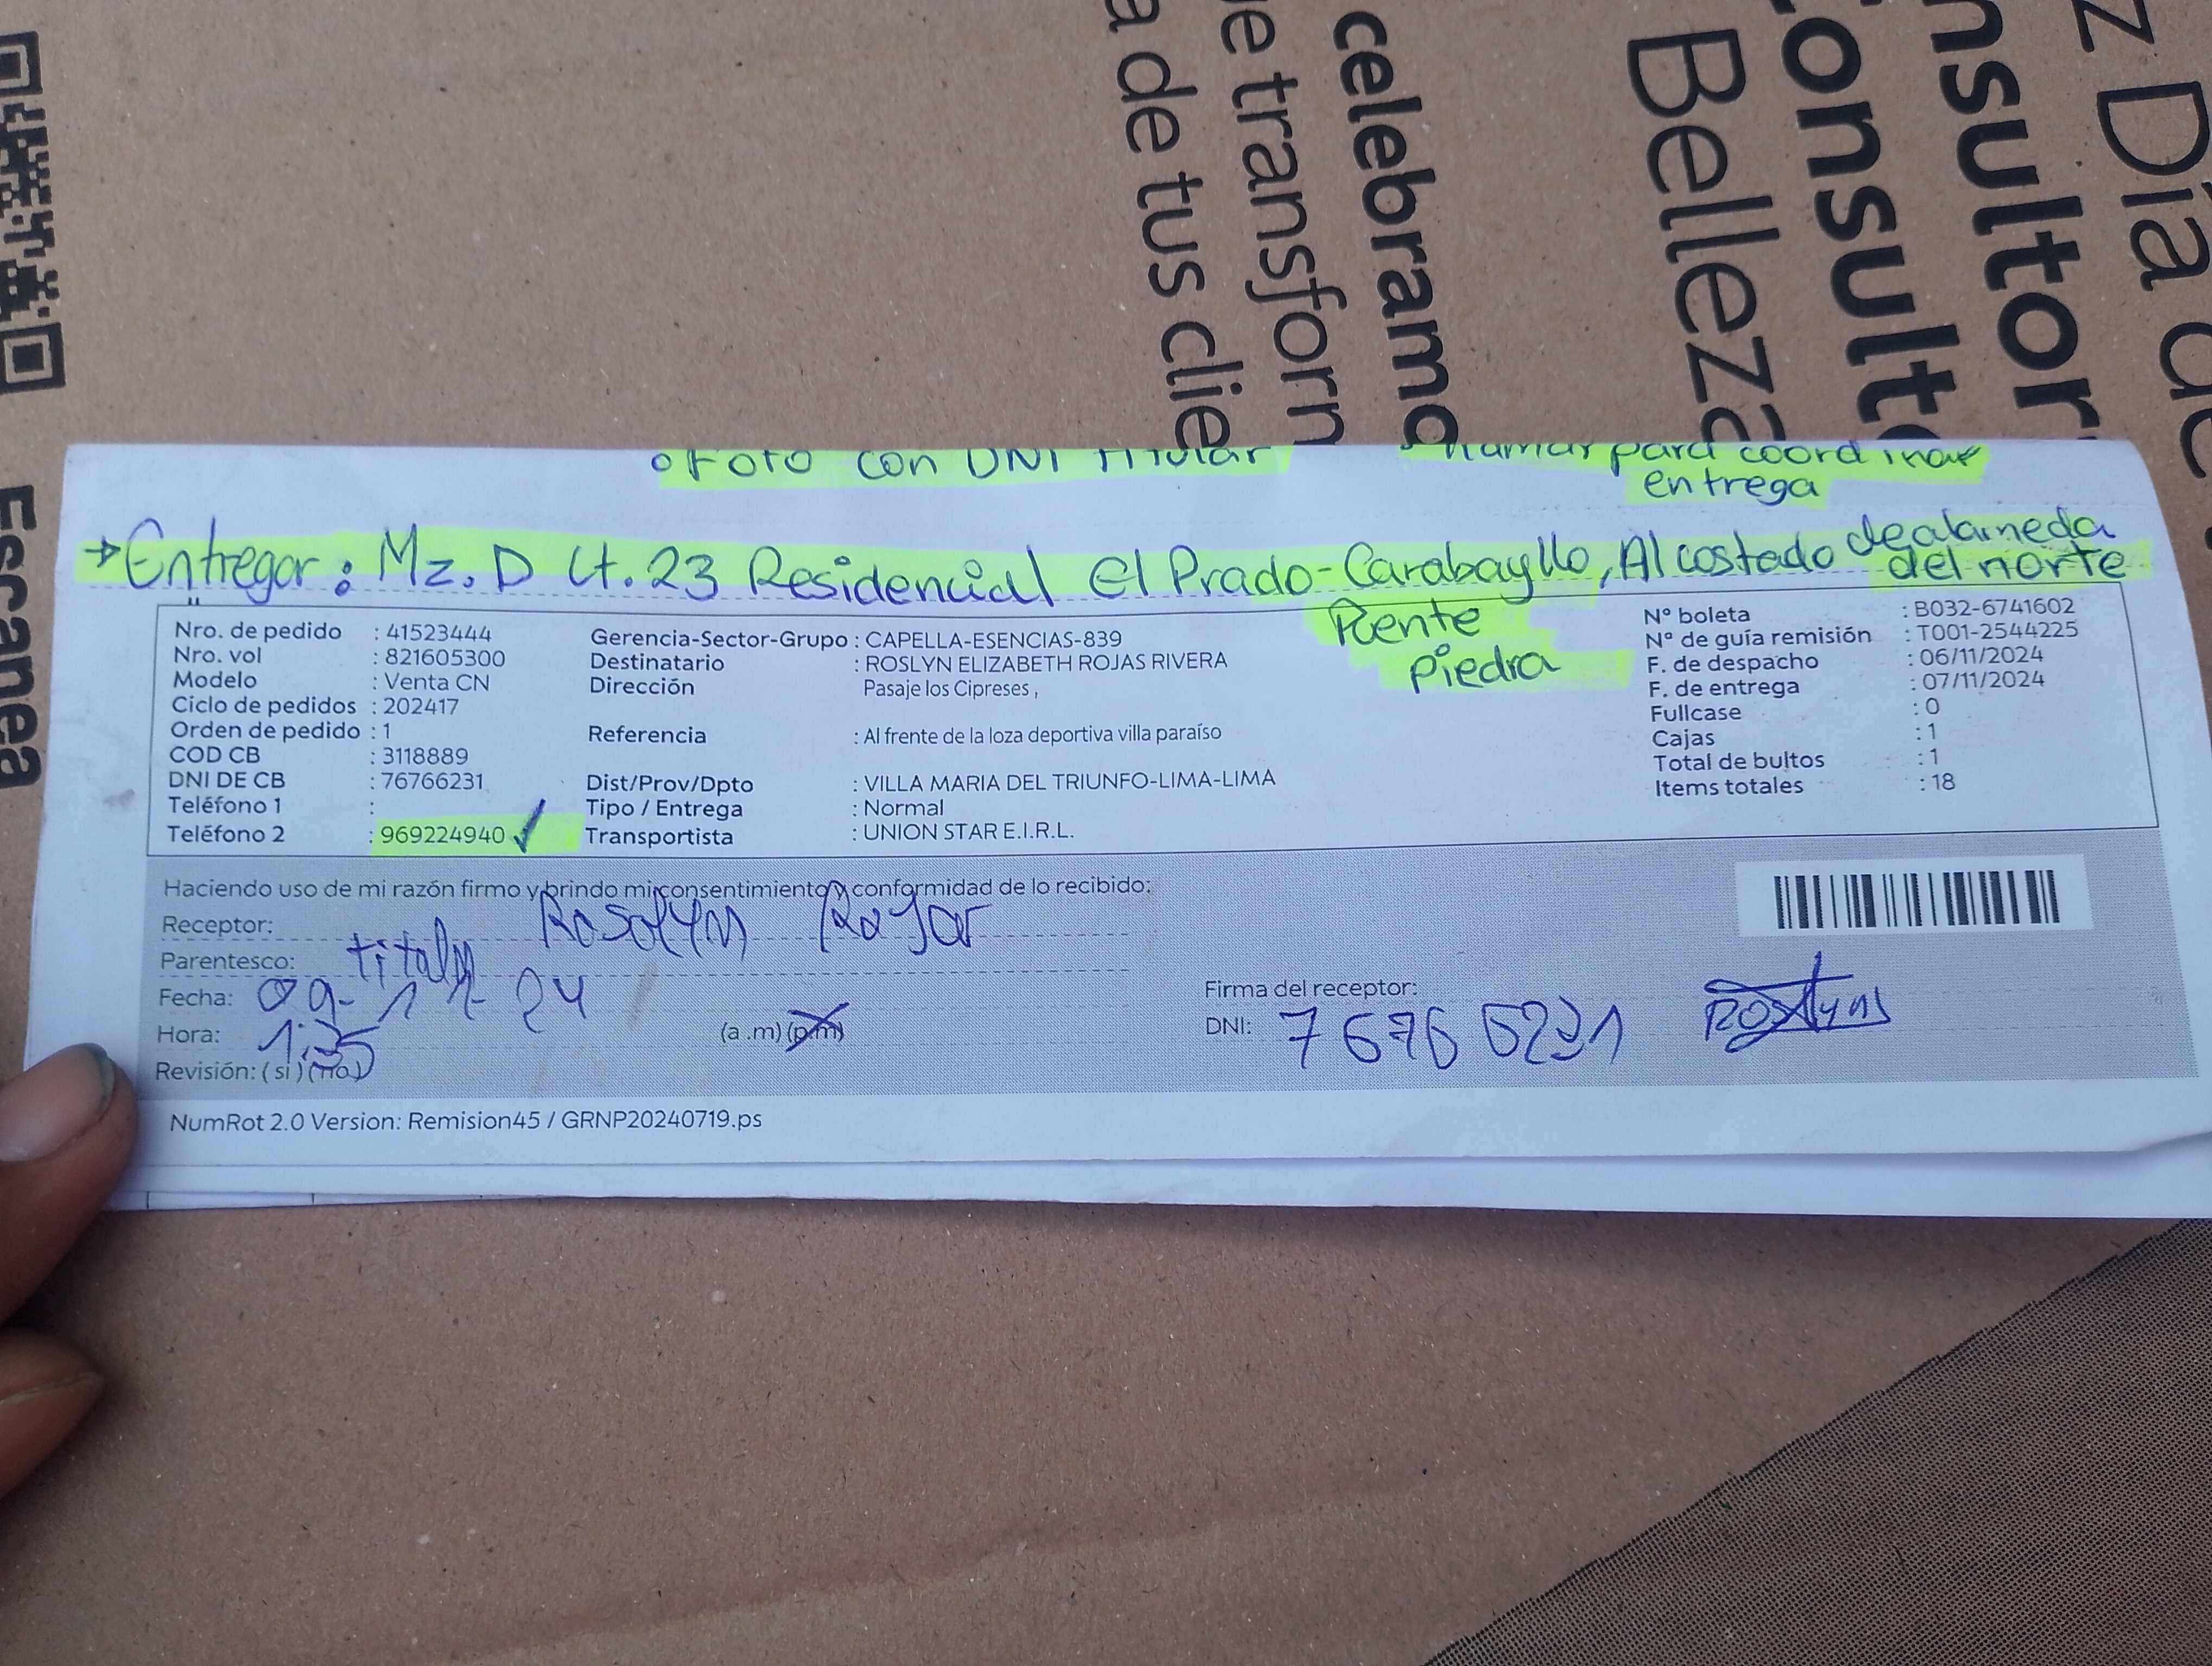 z Día de
nsultor
Consult
Belleza
celebramo
e transforn
a de tus clie
Escanea
o Foto con DNI Titular
llamar para coordinar
entrega
→ Entregar : Mz. D Lt. 23 Residencial El Prado - Carabayllo, Al costado de alameda
del norte
Puente
piedra
Nro. de pedido : 41523444
Nro. vol : 821605300
Modelo : Venta CN
Ciclo de pedidos : 202417
Orden de pedido : 1
COD CB : 3118889
DNI DE CB : 76766231
Teléfono 1 :
Teléfono 2 : 969224940 ✓
Gerencia-Sector-Grupo : CAPELLA-ESENCIAS-839
Destinatario : ROSLYN ELIZABETH ROJAS RIVERA
Dirección Pasaje los Cipreses ,
Referencia : Al frente de la loza deportiva villa paraíso
Dist/Prov/Dpto : VILLA MARIA DEL TRIUNFO-LIMA-LIMA
Tipo / Entrega : Normal
Transportista : UNION STAR E.I.R.L.
N° boleta : B032-6741602
N° de guía remisión : T001-2544225
F. de despacho : 06/11/2024
F. de entrega : 07/11/2024
Fullcase : 0
Cajas : 1
Total de bultos : 1
Items totales : 18
Haciendo uso de mi razón firmo y brindo mi consentimiento y conformidad de lo recibido:
Receptor:
Parentesco:
Fecha: 09-11-24
Hora: 1:35 (a .m) (p.m)
Revisión: ( si ) ( no )
Firma del receptor:
DNI: 76766231
NumRot 2.0 Version: Remision45 / GRNP20240719.ps